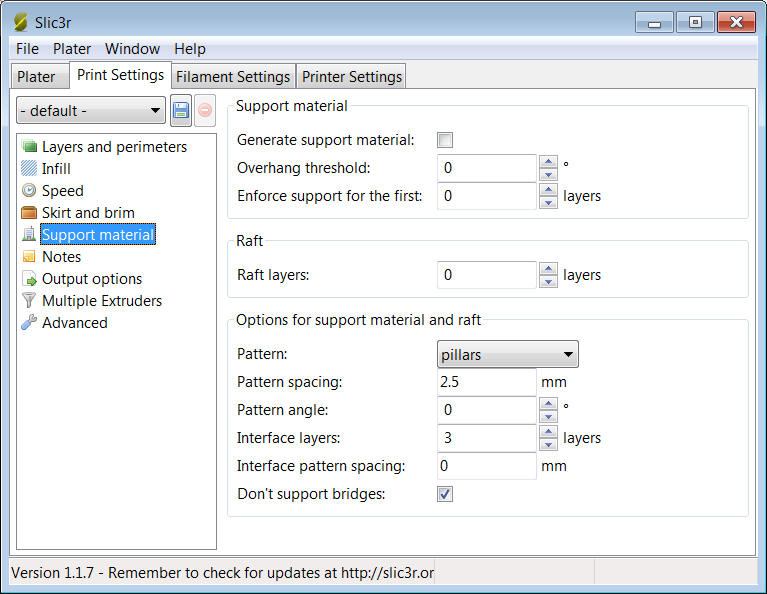 Slic3r
File Plater Window Help
Plater Print Settings Filament Settings Printer Settings
- default -
Layers and perimeters
Infill
Speed
Skirt and brim
Support material
Notes
Output options
Multiple Extruders
Advanced
Support material
Generate support material:
Overhang threshold: 0 °
Enforce support for the first: 0 layers
Raft
Raft layers: 0 layers
Options for support material and raft
Pattern: pillars
Pattern spacing: 2.5 mm
Pattern angle: 0 °
Interface layers: 3 layers
Interface pattern spacing: 0 mm
Don't support bridges:
Version 1.1.7 - Remember to check for updates at http://slic3r.or